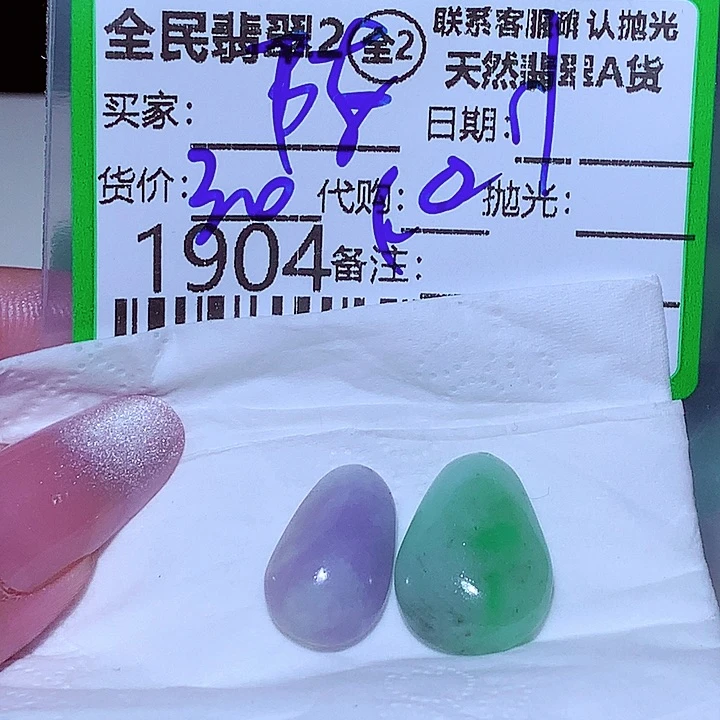 全民翡翠2 全2
联系客服确认抛光
天然翡翠A货
买家: 日期:
货价:30 代购: 抛光:
1904 备注: